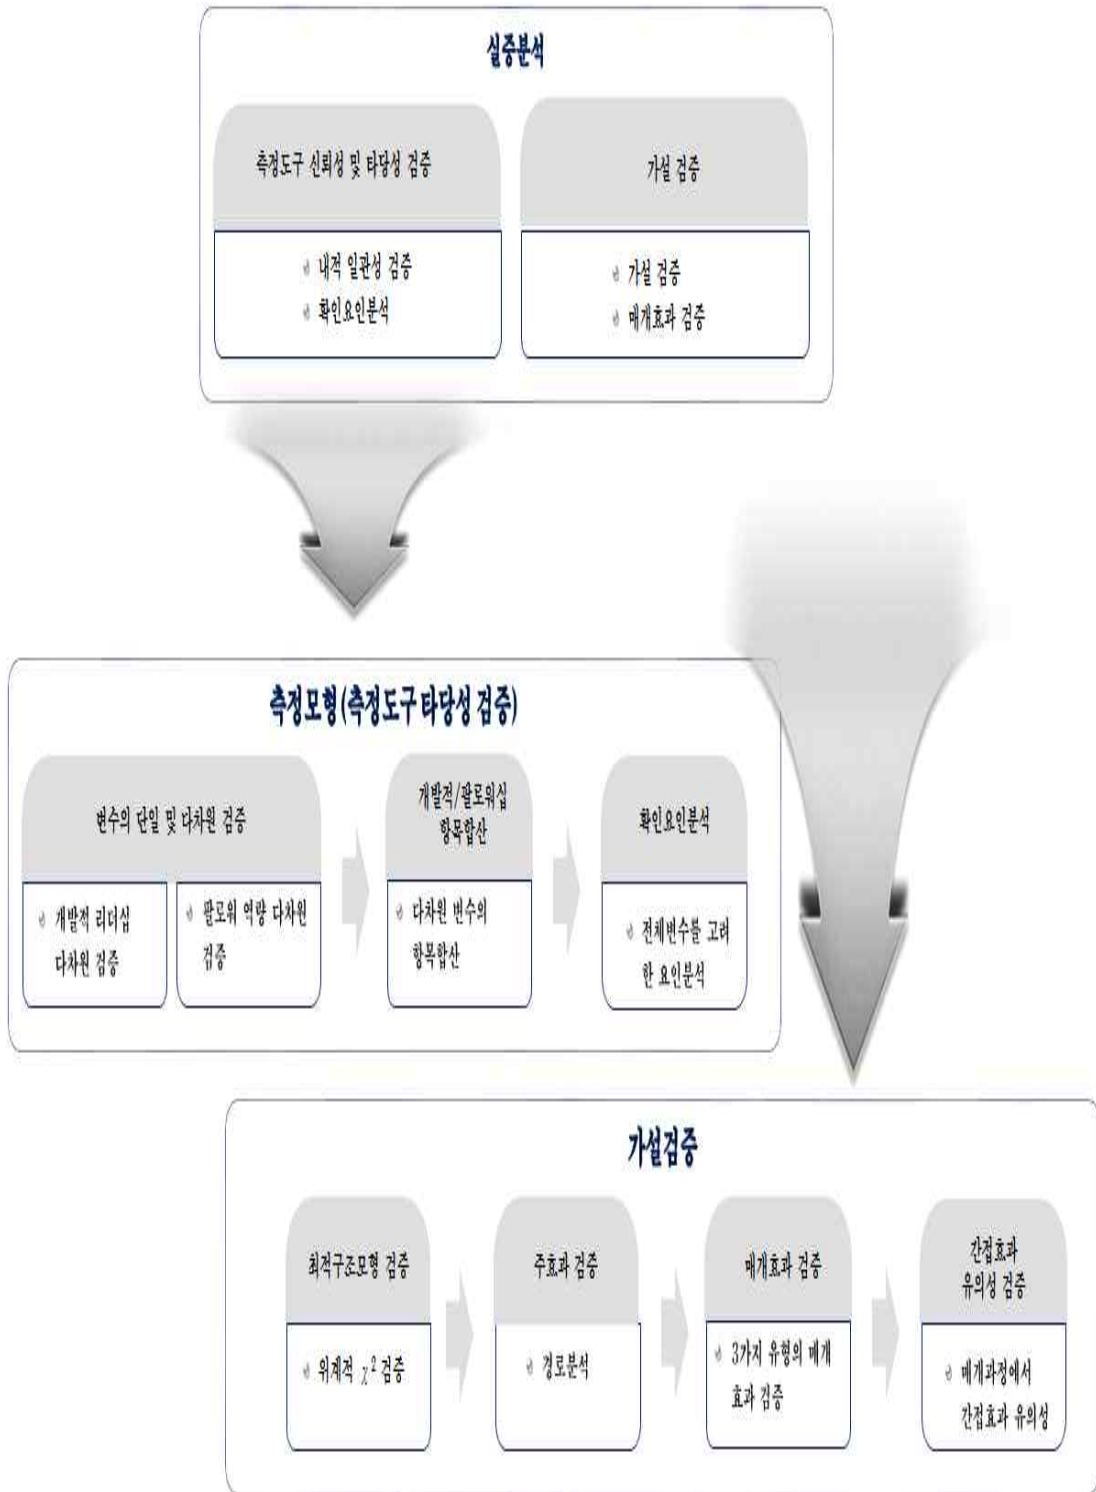 실증분석
측정도구 신뢰성 및 타당성 검증
내적 일관성 검증
확인요인분석
가설 검증
가설 검증
매개효과 검증
측정모형(측정도구 타당성 검증)
변수의 단일 및 다차원 검증
개발적 리더십
다차원 검증
팔로워 역량 다차원
검증
개발적/팔로워십
항목합산
다차원 변수의
항목합산
확인요인분석
전체변수를 고려
한 요인분석
가설검증
최적구조모형 검증
위계적 χ² 검증
주효과 검증
경로분석
매개효과 검증
3가지 유형의 매개
효과 검증
간접효과
유의성 검증
매개과정에서
간접효과 유의성